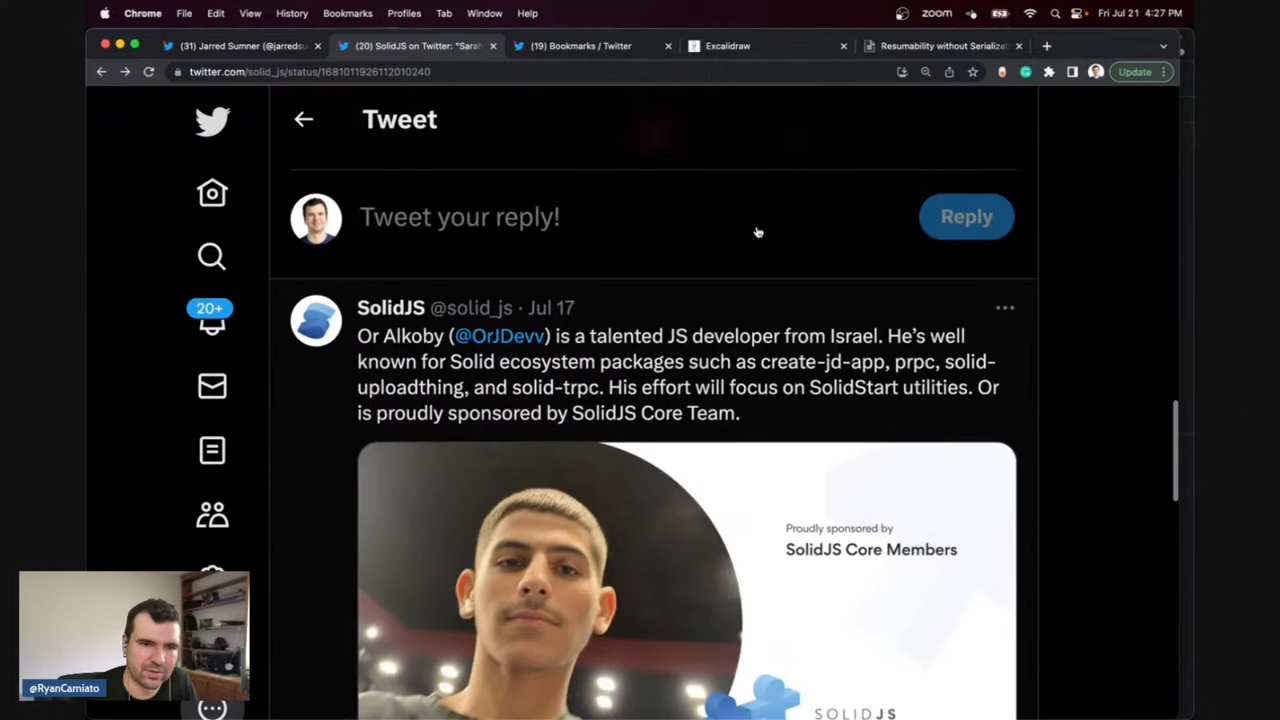 Chrome File Edit View History Bookmarks Profiles Tab Window Help zoom Fri Jul 21 4:27 PM
(31) Jarred Sumner (@jarredsu (20) SolidJS on Twitter: "Sarah (19) Bookmarks / Twitter Excalidraw Resumability without Serializat
twitter.com/solid_js/status/1681011926112010240 Update
Tweet
Tweet your reply!
Reply
20+
SolidJS @solid_js · Jul 17
Or Alkoby (@OrJDevv) is a talented JS developer from Israel. He's well
known for Solid ecosystem packages such as create-jd-app, prpc, solid-
uploadthing, and solid-trpc. His effort will focus on SolidStart utilities. Or
is proudly sponsored by SolidJS Core Team.
Proudly sponsored by
SolidJS Core Members
SOLIDJS
@RyanCarniato